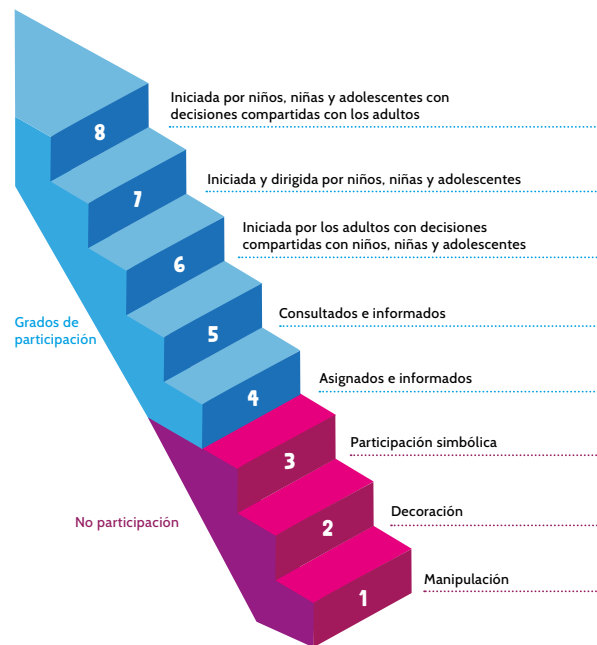 8
Iniciada por niños, niñas y adolescentes con
decisiones compartidas con los adultos
7
Iniciada y dirigida por niños, niñas y adolescentes
6
Iniciada por los adultos con decisiones
compartidas con niños, niñas y adolescentes
5
Consultados e informados
Grados de
participación
4
Asignados e informados
3
Participación simbólica
2
Decoración
No participación
1
Manipulación